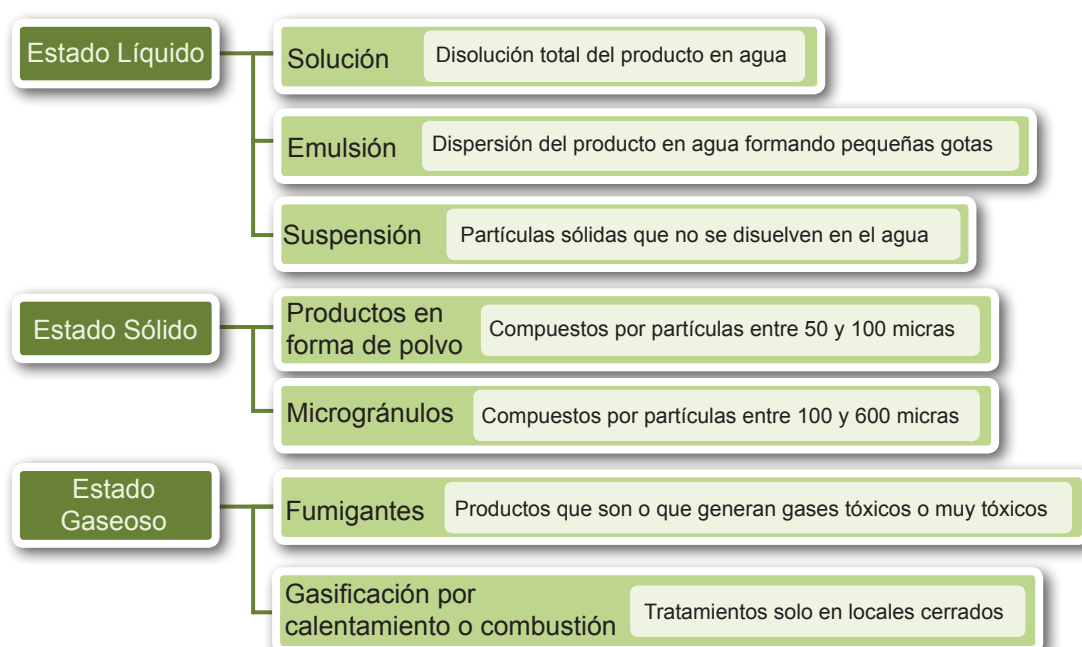 Estado Líquido
Solución
Disolución total del producto en agua
Emulsión
Dispersión del producto en agua formando pequeñas gotas
Suspensión
Partículas sólidas que no se disuelven en el agua
Estado Sólido
Productos en
forma de polvo
Compuestos por partículas entre 50 y 100 micras
Microgránulos
Compuestos por partículas entre 100 y 600 micras
Estado
Gaseoso
Fumigantes
Productos que son o que generan gases tóxicos o muy tóxicos
Gasificación por
calentamiento o combustión
Tratamientos solo en locales cerrados